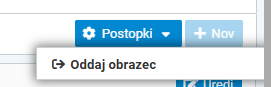 Postopki + Nov
Oddaj obrazec
Uredi